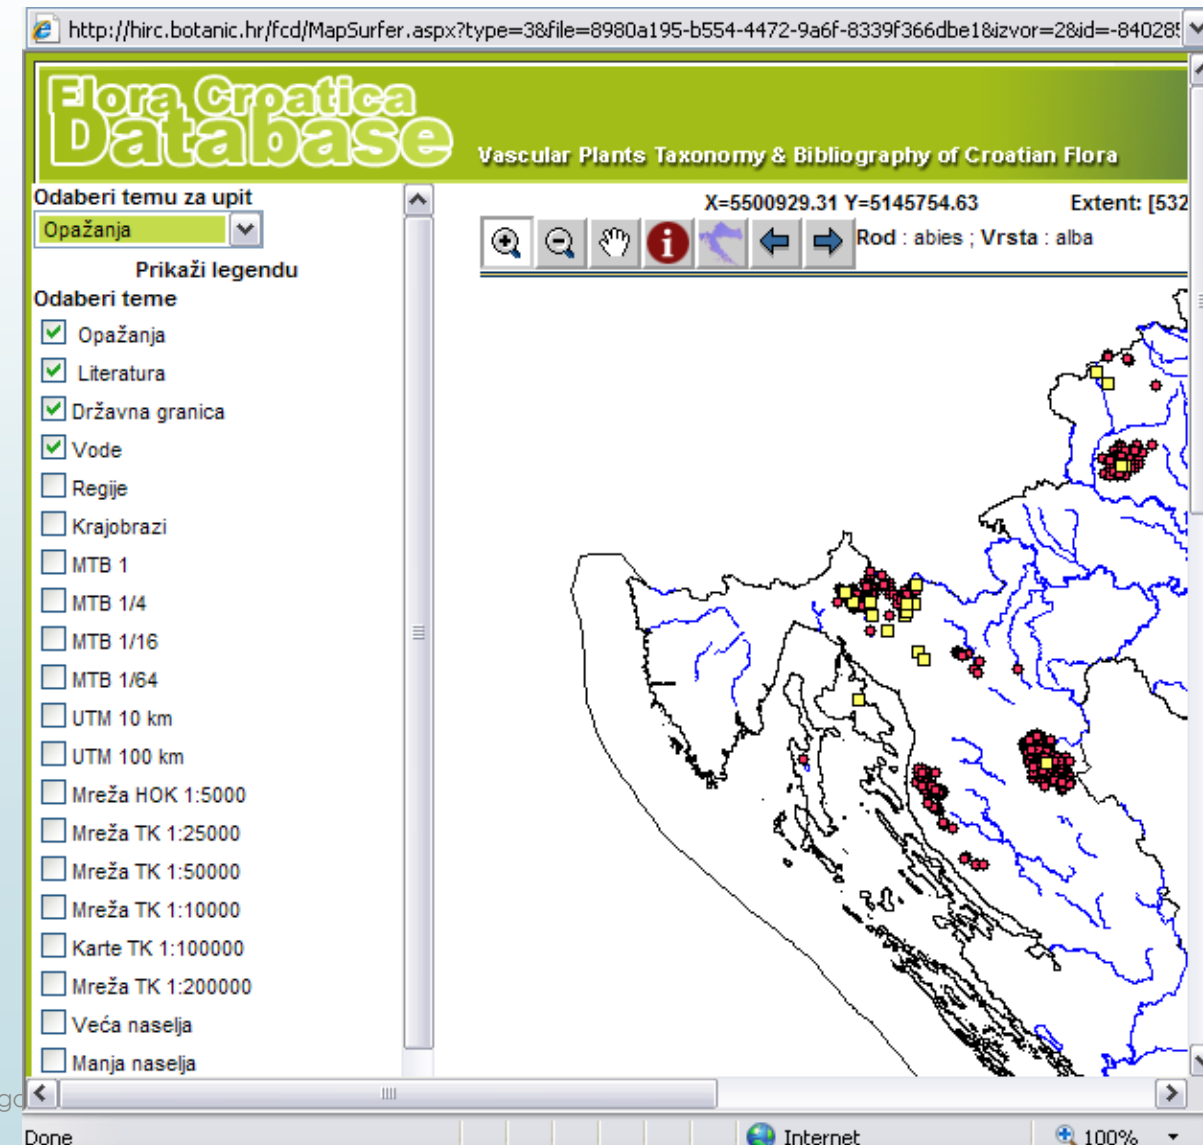 http://hirc.botanic.hr/fcd/MapSurfer.aspx?type=3&file=8980a195-b554-4472-9a6f-8339f366dbe1&izvor=2&id=-84028
Flora Croatica
Database
Vascular Plants Taxonomy & Bibliography of Croatian Flora
Odaberi temu za upit
Opažanja
Prikaži legendu
Odaberi teme
Opažanja
Literatura
Državna granica
Vode
Regije
Krajobrazi
MTB 1
MTB 1/4
MTB 1/16
MTB 1/64
UTM 10 km
UTM 100 km
Mreža HOK 1:5000
Mreža TK 1:25000
Mreža TK 1:50000
Mreža TK 1:10000
Karte TK 1:100000
Mreža TK 1:200000
Veća naselja
Manja naselja
X=5500929.31 Y=5145754.63 Extent: [532
Rod : abies ; Vrsta : alba
Done
Internet
100%